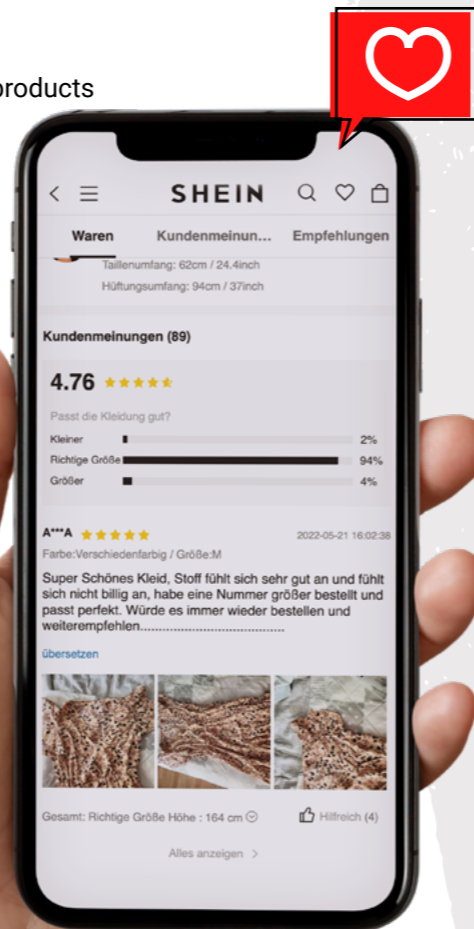 products
SHEIN
Waren Kundenmeinun... Empfehlungen
Taillenumfang: 62cm / 24.4inch
Hüftungsumfang: 94cm / 37inch
Kundenmeinungen (89)
4.76
Passt die Kleidung gut?
Kleiner 2%
Richtige Größe 94%
Größer 4%
A***A 2022-05-21 16:02:38
Farbe:Verschiedenfarbig / Größe:M
Super Schönes Kleid, Stoff fühlt sich sehr gut an und fühlt
sich nicht billig an, habe eine Nummer größer bestellt und
passt perfekt. Würde es immer wieder bestellen und
weiterempfehlen........................................
übersetzen
Gesamt: Richtige Größe Höhe : 164 cm Hilfreich (4)
Alles anzeigen >